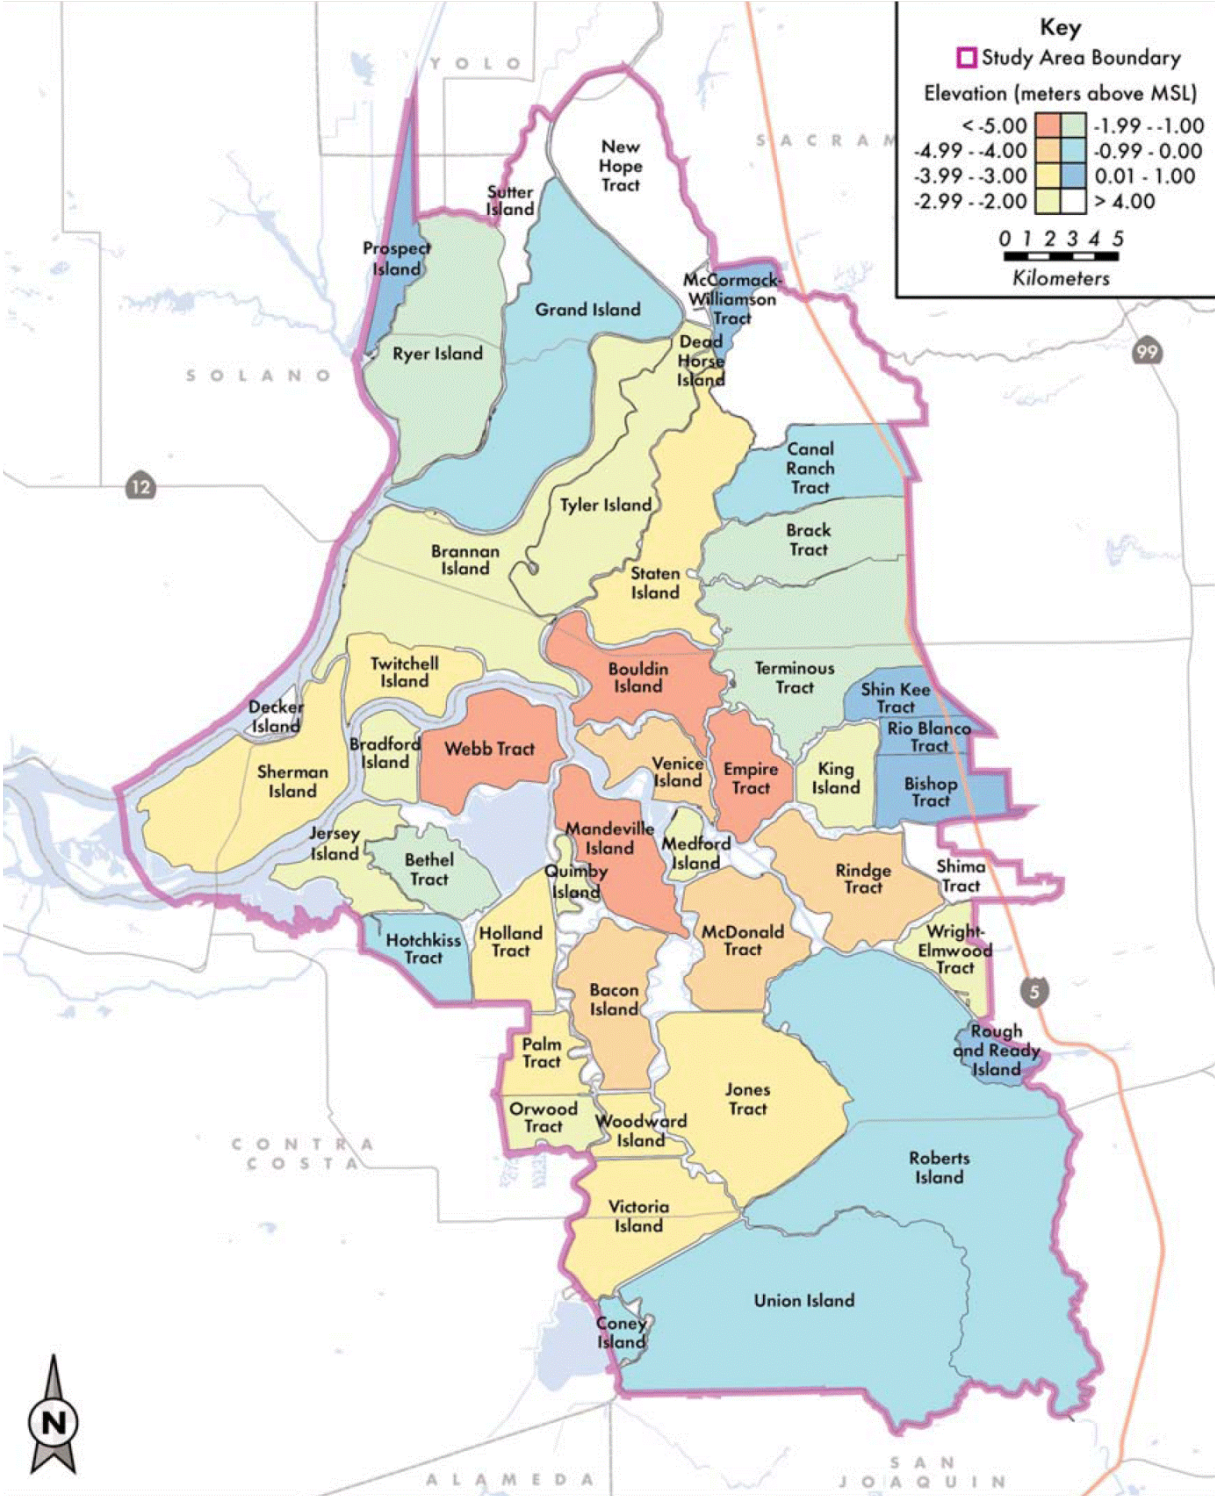 Key
Study Area Boundary
Elevation (meters above MSL)
< -5.00
-1.99 - -1.00
-4.99 - -4.00
-0.99 - 0.00
-3.99 - -3.00
0.01 - 1.00
-2.99 - -2.00
> 4.00
0 1 2 3 4 5
Kilometers
YOLO
SACRAM
New
Hope
Tract
Sutter
Island
Prospect
Island
McCormack-
Williamson
Tract
Grand Island
Dead
Horse
Island
Ryer Island
99
SOLANO
Canal
Ranch
Tract
12
Tyler Island
Brack
Tract
Brannan
Island
Staten
Island
Twitchell
Island
Bouldin
Island
Terminous
Tract
Shin Kee
Tract
Decker
Island
Rio Blanco
Tract
Bradford
Island
Webb Tract
Sherman
Island
Venice
Island
Empire
Tract
King
Island
Bishop
Tract
Jersey
Island
Mandeville
Island
Medford
Island
Bethel
Tract
Quimby
Island
Rindge
Tract
Shima
Tract
Hotchkiss
Tract
Holland
Tract
McDonald
Tract
Wright-
Elmwood
Tract
Bacon
Island
5
Rough
and Ready
Island
Palm
Tract
Jones
Tract
Orwood
Tract
Woodward
Island
CONTRA
COSTA
Roberts
Island
Victoria
Island
Union Island
Coney
Island
N
ALAMEDA
SAN
JOAQUIN